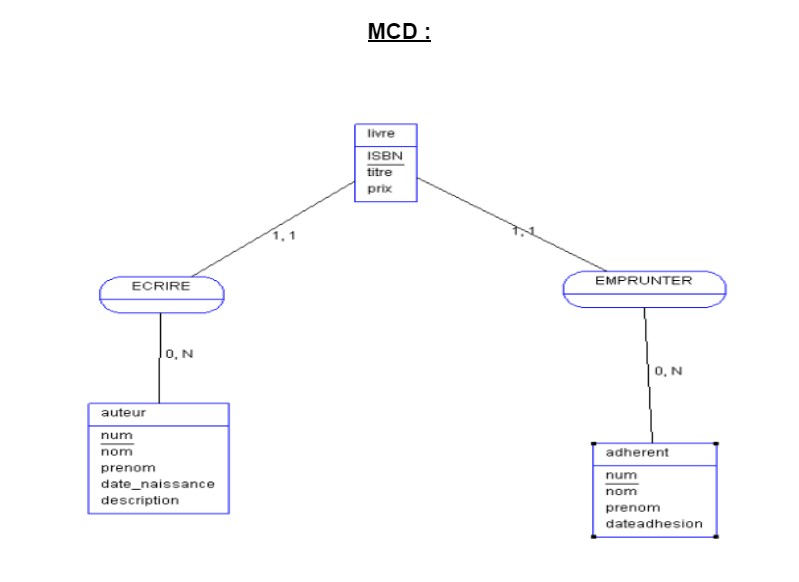 MCD :
livre
ISBN
titre
prix
1, 1
1, 1
ECRIRE
EMPRUNTER
0, N
0, N
auteur
num
nom
prenom
date_naissance
description
adherent
num
nom
prenom
dateadhesion